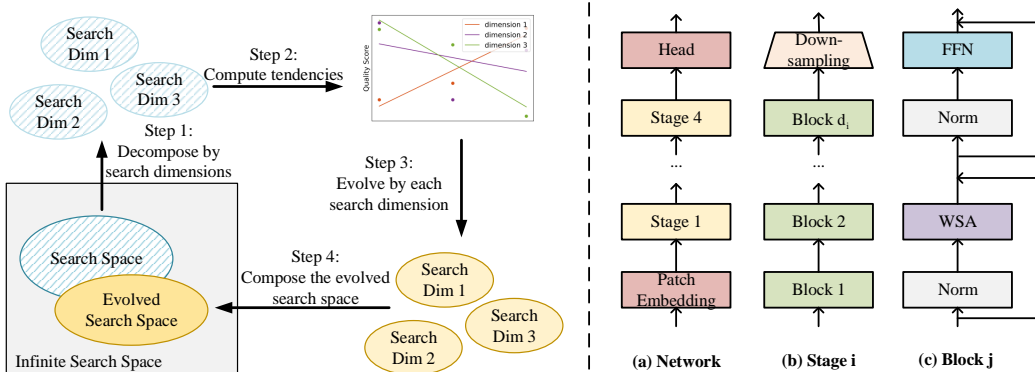 Search
Dim 1
Search
Dim 2
Search
Dim 3
Step 2:
Compute tendencies
Quality Score
dimension 1
dimension 2
dimension 3
Step 1:
Decompose by
search dimensions
Step 3:
Evolve by each
search dimension
Search Space
Evolved
Search Space
Infinite Search Space
Step 4:
Compose the evolved
search space
Search
Dim 1
Search
Dim 2
Search
Dim 3
Head
Stage 4
...
Stage 1
Patch
Embedding
(a) Network
Down-
sampling
Block d_i
...
Block 2
Block 1
(b) Stage i
FFN
Norm
WSA
Norm
(c) Block j